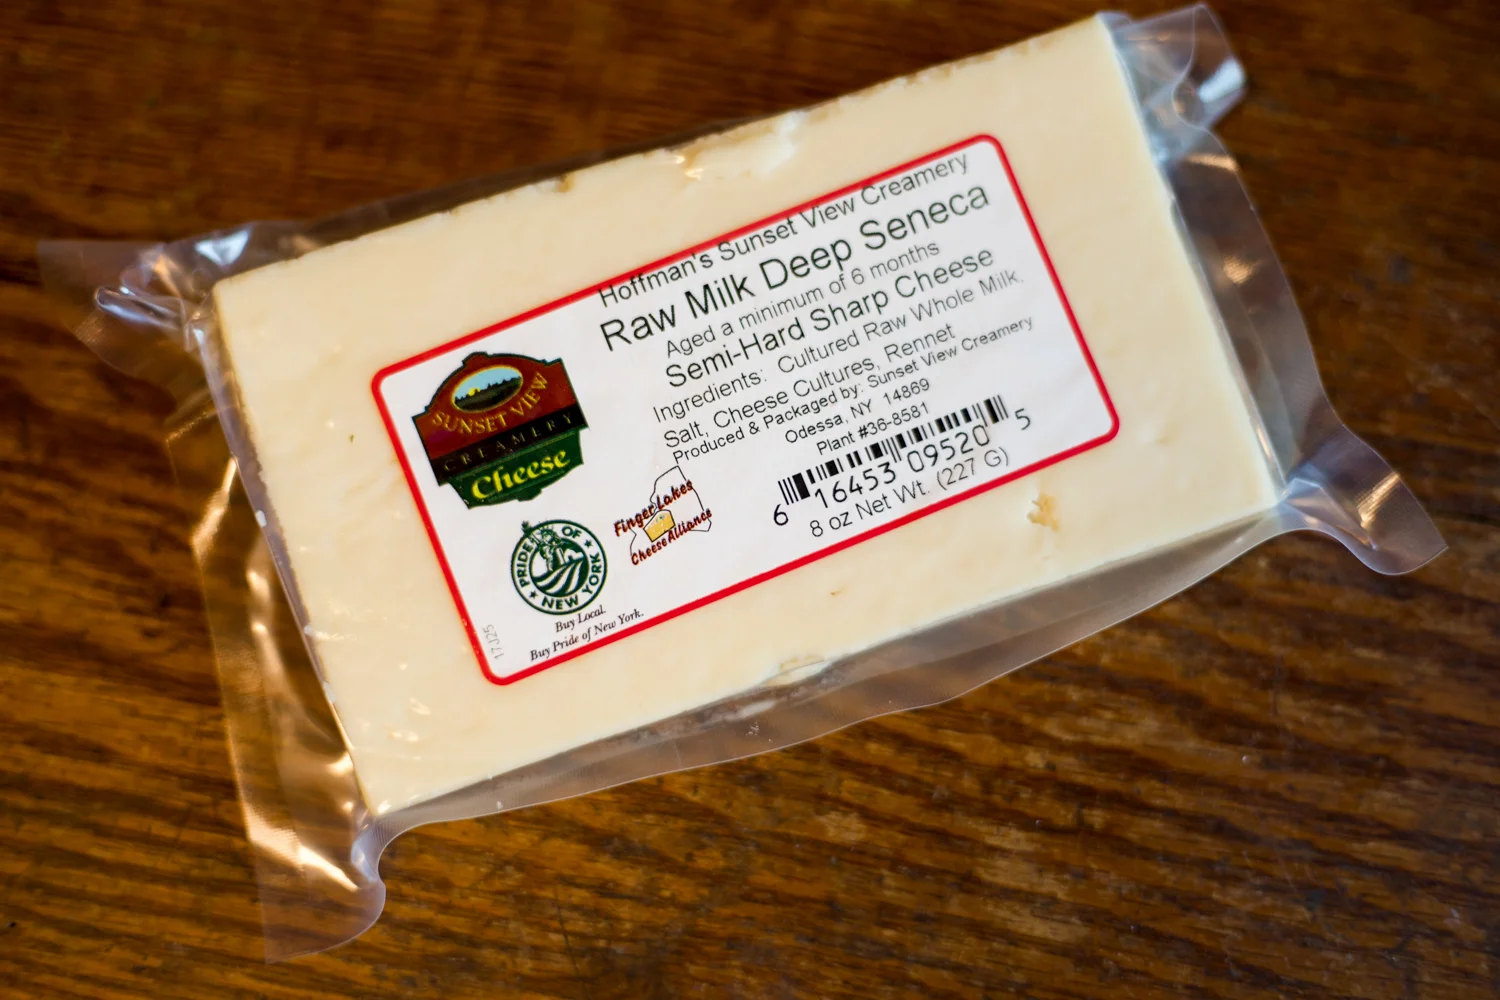 Hoffman's Sunset View Creamery
Raw Milk Deep Seneca
Aged a minimum of 6 months
Semi-Hard Sharp Cheese
Ingredients: Cultured Raw Whole Milk,
Salt, Cheese Cultures, Rennet
Produced & Packaged by: Sunset View Creamery
Odessa, NY 14869
Plant #36-8581
6 16453 09520 5
8 oz Net Wt. (227 G)
SUNSET VIEW
CREAMERY
Cheese
Finger Lakes
Cheese Alliance
PRIDE OF
NEW YORK
Buy Local.
Buy Pride of New York.
17J25